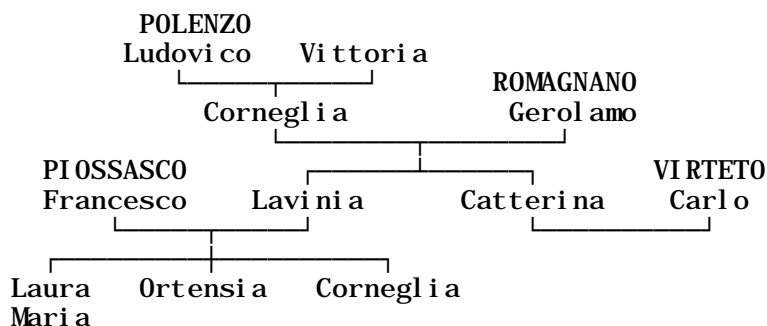 POLENZO
Ludovico Vittoria
ROMAGNANO
Corneglia Gerolamo
PIOSSASCO VIRTETO
Francesco Lavinia Catterina Carlo
Laura Ortensia Corneglia
Maria